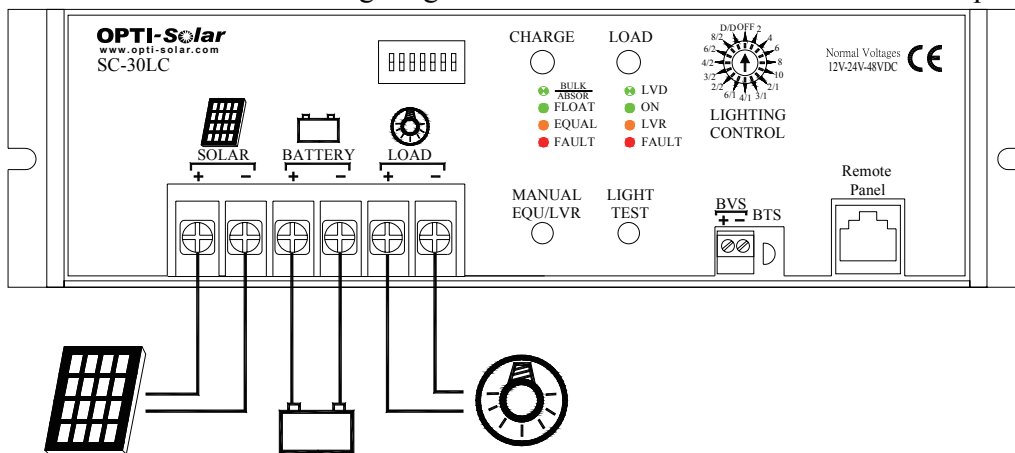 OPTI-Solar
www.opti-solar.com
SC-30LC
CHARGE LOAD
BULK
ABSOR
FLOAT
EQUAL
FAULT
LVD
ON
LVR
FAULT
D/D OFF 2
4
6
8
10
2/1
3/1
4/1
6/1
2/2
3/2
4/2
6/2
8/2
LIGHTING
CONTROL
Normal Voltages
12V-24V-48VDC
CE
SOLAR BATTERY LOAD
+ − + − + −
MANUAL
EQU/LVR
LIGHT
TEST
BVS
+ −
BTS
Remote
Panel